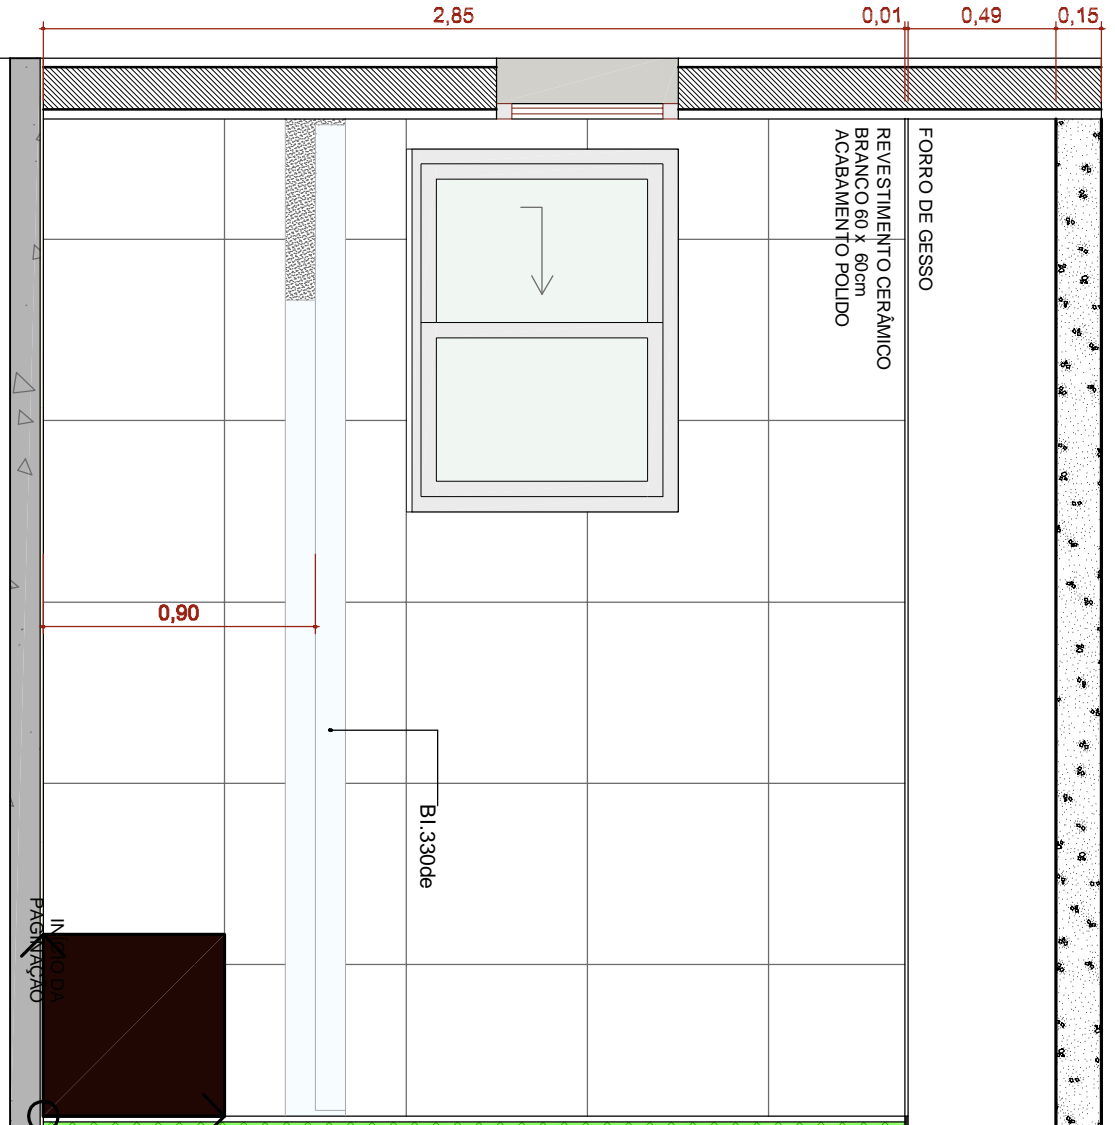 2,85
0,01
0,49
0,15
FORRO DE GESSO
REVESTIMENTO CERÂMICO
BRANCO 60 x 60cm
ACABAMENTO POLIDO
0,90
BI.330de
INÍCIO DA
PAGINAÇÃO